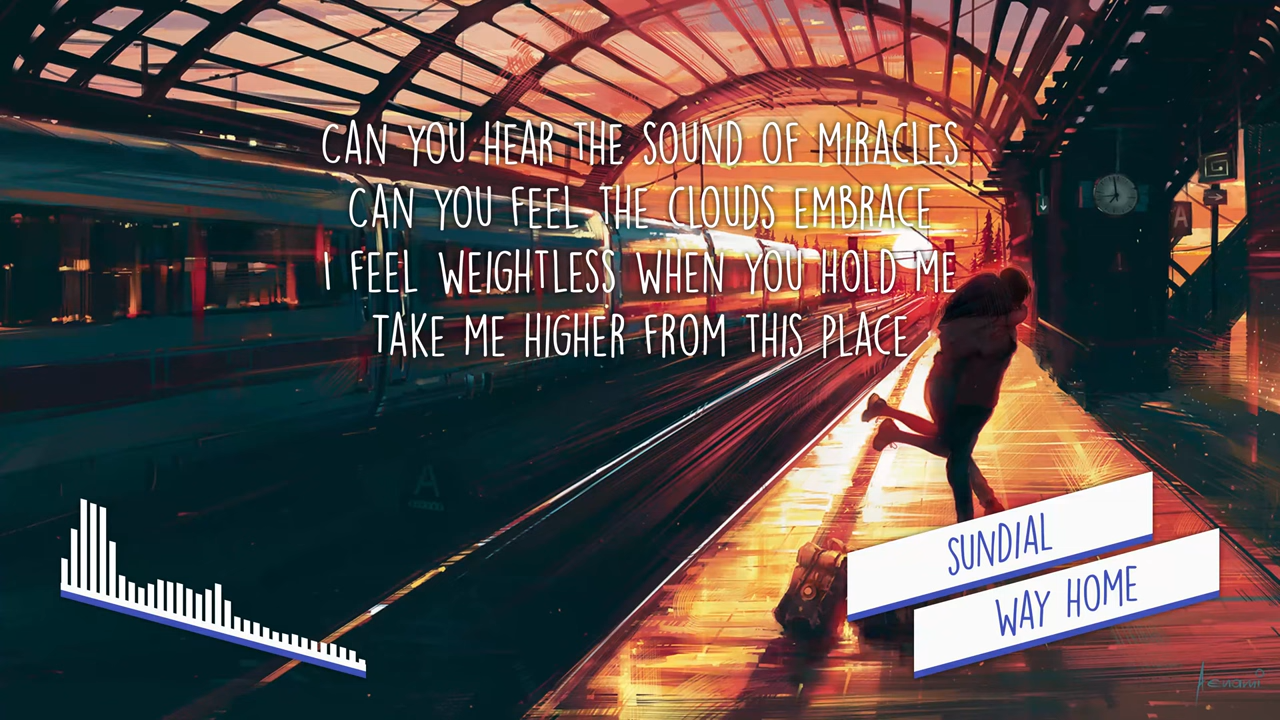 CAN YOU HEAR THE SOUND OF MIRACLES
CAN YOU FEEL THE CLOUDS EMBRACE
I FEEL WEIGHTLESS WHEN YOU HOLD ME
TAKE ME HIGHER FROM THIS PLACE
A
A
SUNDIAL
WAY HOME
Aenami